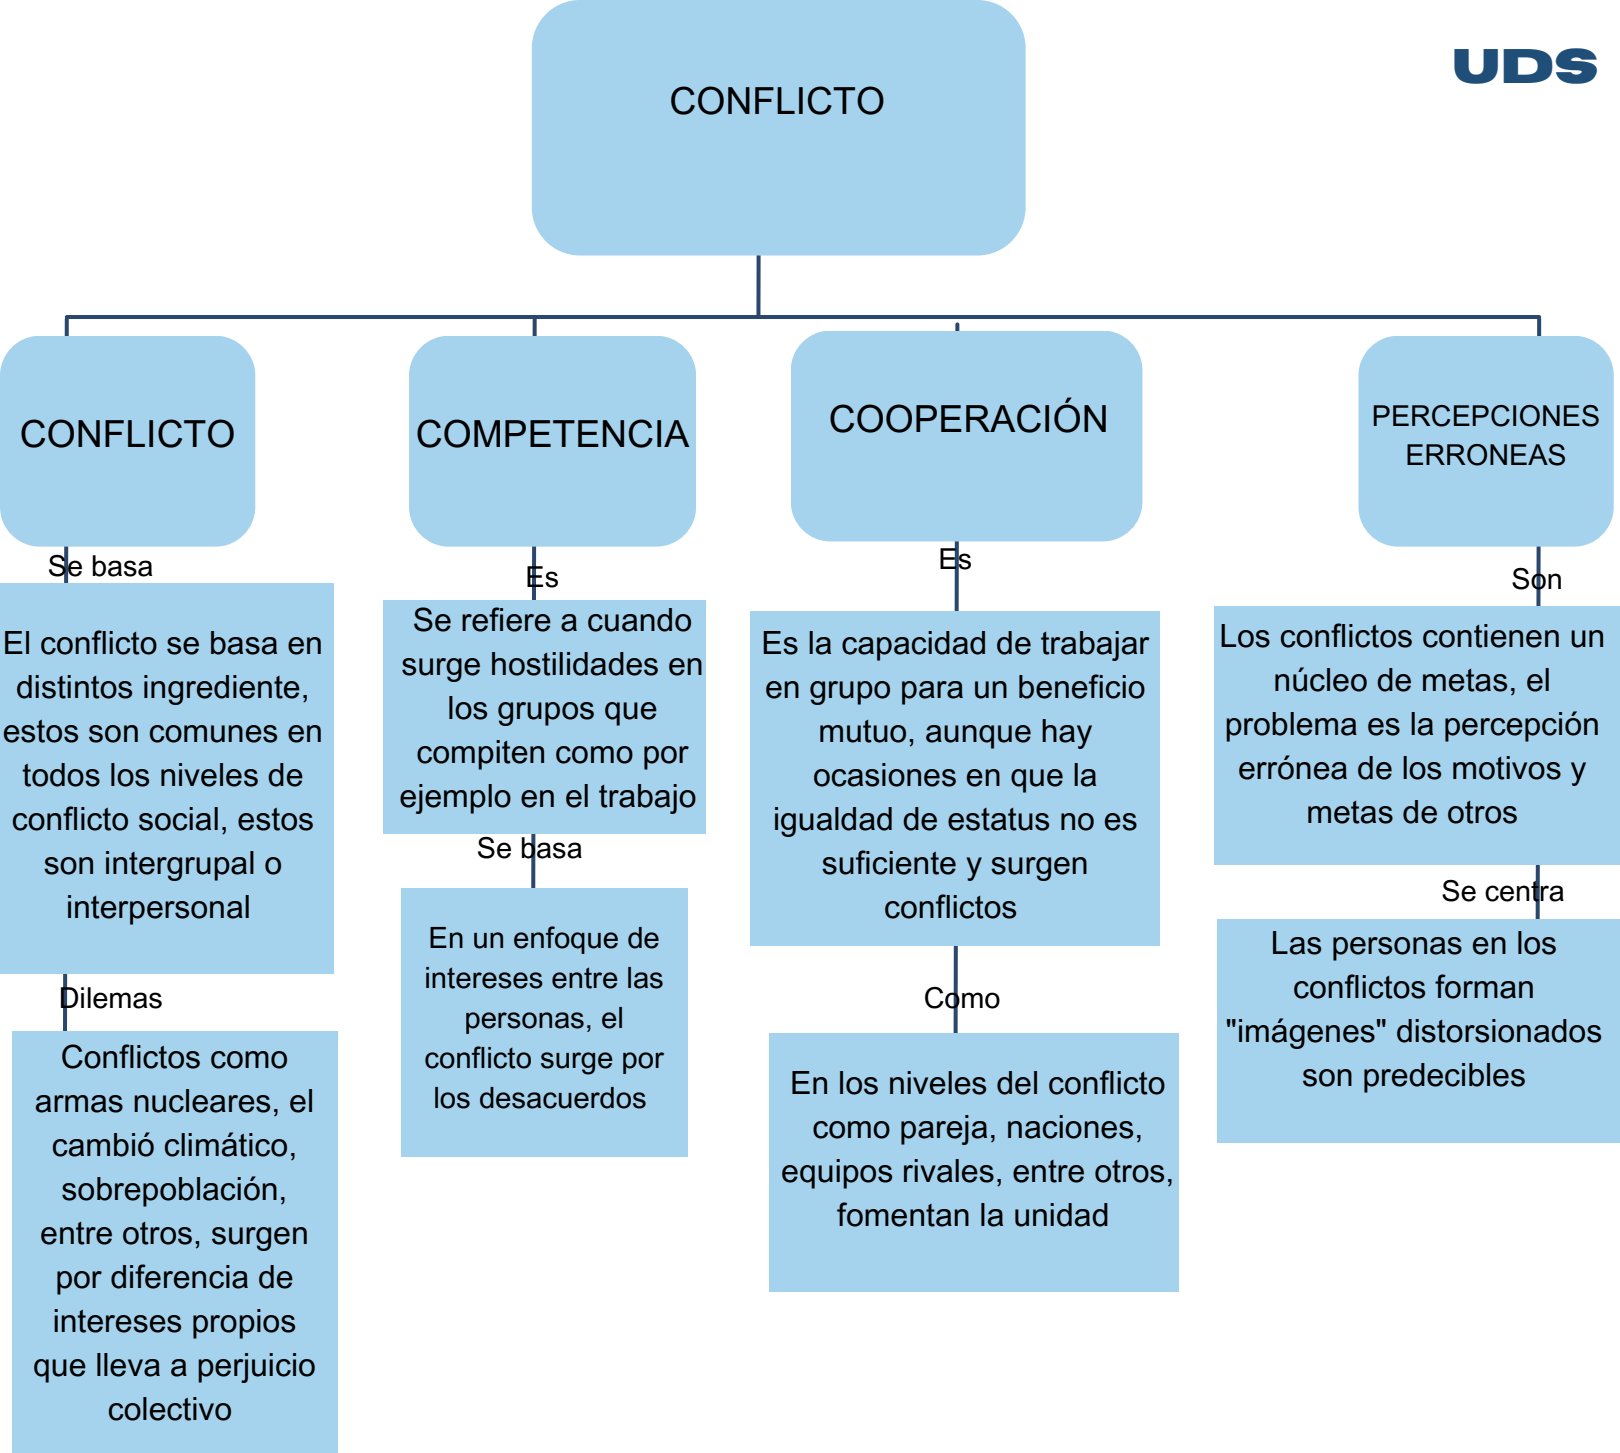 CONFLICTO
UDS
CONFLICTO
Se basa
El conflicto se basa en
distintos ingrediente,
estos son comunes en
todos los niveles de
conflicto social, estos
son intergrupal o
interpersonal
Dilemas
Conflictos como
armas nucleares, el
cambió climático,
sobrepoblación,
entre otros, surgen
por diferencia de
intereses propios
que lleva a perjuicio
colectivo
COMPETENCIA
Es
Se refiere a cuando
surge hostilidades en
los grupos que
compiten como por
ejemplo en el trabajo
Se basa
En un enfoque de
intereses entre las
personas, el
conflicto surge por
los desacuerdos
COOPERACIÓN
Es
Es la capacidad de trabajar
en grupo para un beneficio
mutuo, aunque hay
ocasiones en que la
igualdad de estatus no es
suficiente y surgen
conflictos
Como
En los niveles del conflicto
como pareja, naciones,
equipos rivales, entre otros,
fomentan la unidad
PERCEPCIONES
ERRONEAS
Son
Los conflictos contienen un
núcleo de metas, el
problema es la percepción
errónea de los motivos y
metas de otros
Se centra
Las personas en los
conflictos forman
"imágenes" distorsionados
son predecibles